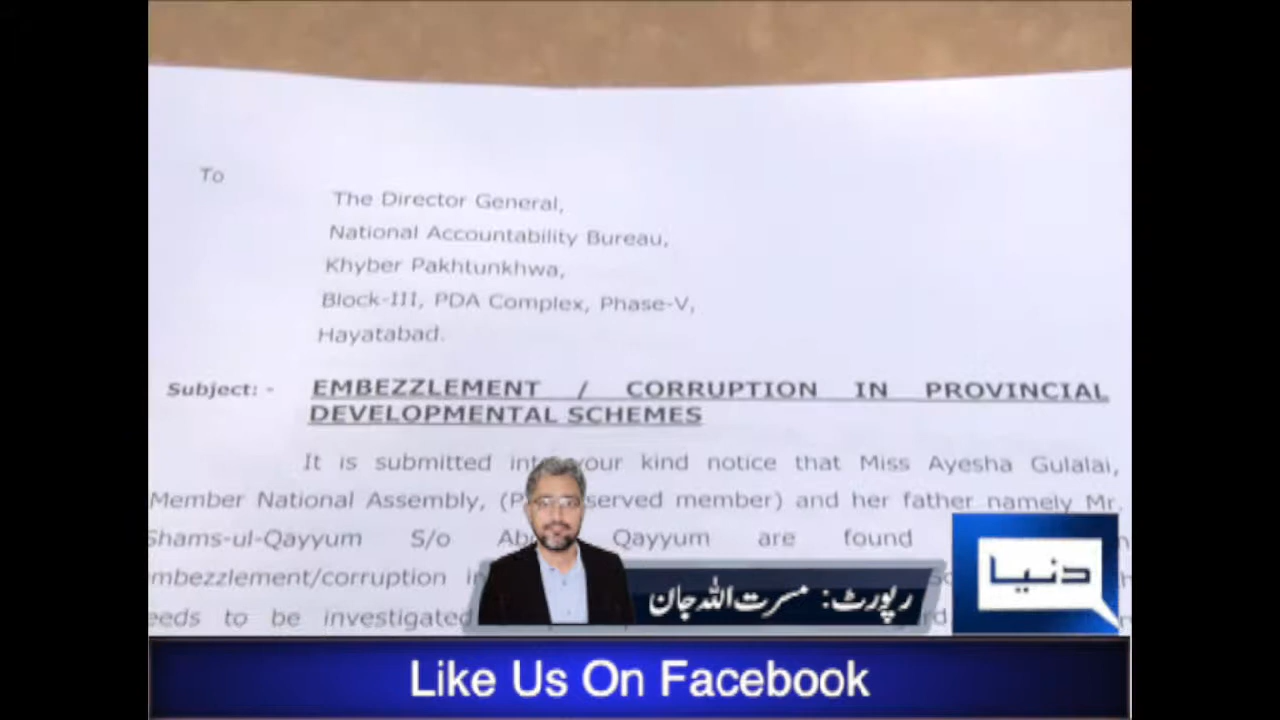 To
The Director General,
National Accountability Bureau,
Khyber Pakhtunkhwa,
Block-III, PDA Complex, Phase-V,
Hayatabad.
Subject: - EMBEZZLEMENT / CORRUPTION IN PROVINCIAL
DEVELOPMENTAL SCHEMES
It is submitted your kind notice that Miss Ayesha Gulalai,
Member National Assembly, ( member) and her father namely Mr.
Shams-ul-Qayyum S/o Qayyum are found
embezzlement/corruption
needs to be investigated
رپورٹ: مسرت اللہ جان
دنیا
Like Us On Facebook